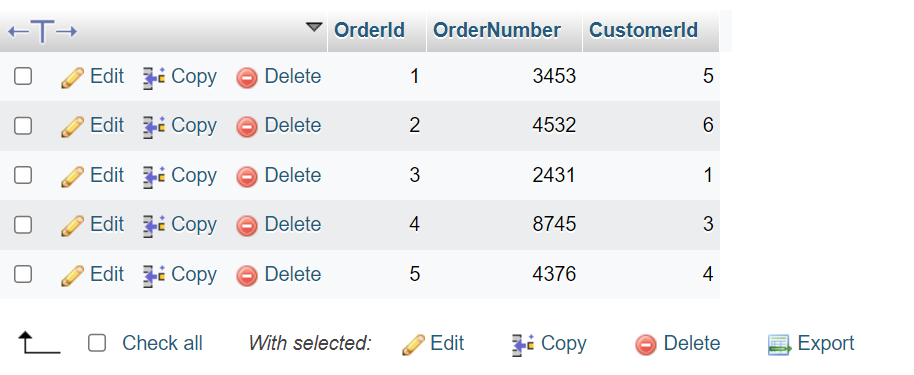 OrderId OrderNumber CustomerId
Edit Copy Delete 1 3453 5
Edit Copy Delete 2 4532 6
Edit Copy Delete 3 2431 1
Edit Copy Delete 4 8745 3
Edit Copy Delete 5 4376 4
Check all With selected: Edit Copy Delete Export